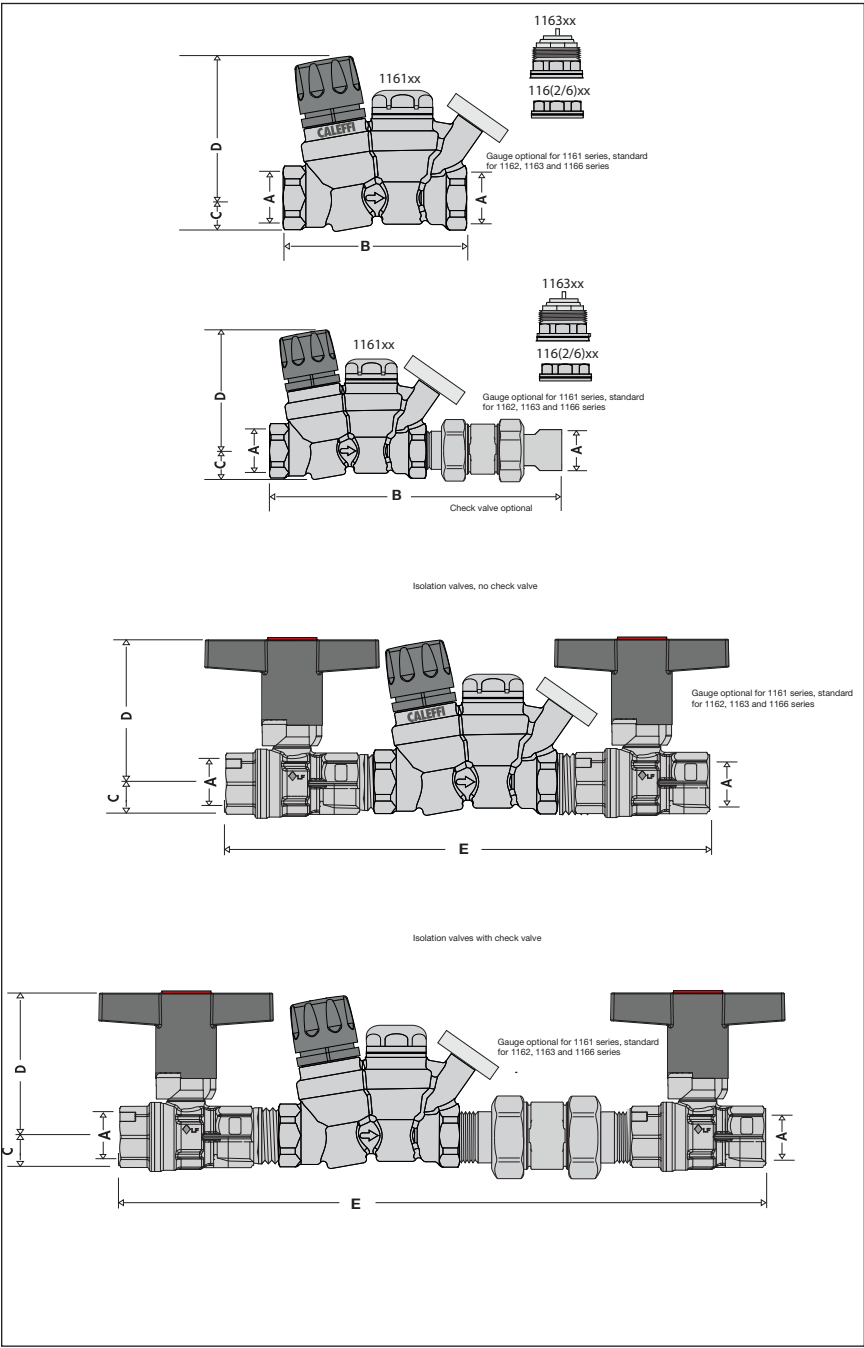 1163xx
1161xx
116(2/6)xx
CALEFFI
Gauge optional for 1161 series, standard
for 1162, 1163 and 1166 series
D
A
A
C
B
1163xx
1161xx
116(2/6)xx
Gauge optional for 1161 series, standard
for 1162, 1163 and 1166 series
D
A
A
C
B
Check valve optional
Isolation valves, no check valve
Gauge optional for 1161 series, standard
for 1162, 1163 and 1166 series
D
CALEFFI
A
LF
LF
A
C
E
Isolation valves with check valve
Gauge optional for 1161 series, standard
for 1162, 1163 and 1166 series
-
D
A
LF
LF
A
C
E